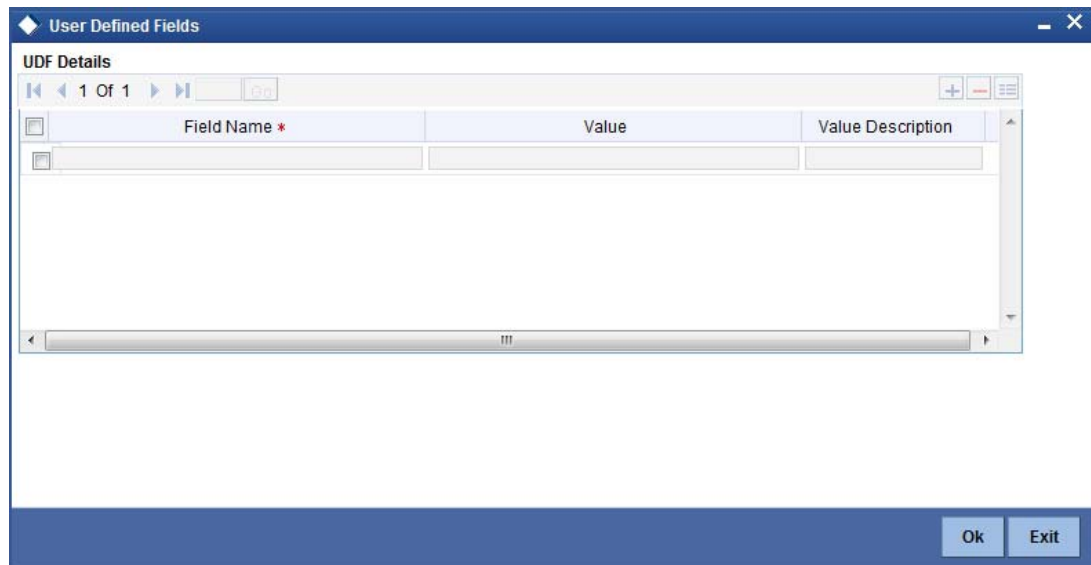 User Defined Fields
UDF Details
1 Of 1 Go
Field Name * Value Value Description
Ok Exit